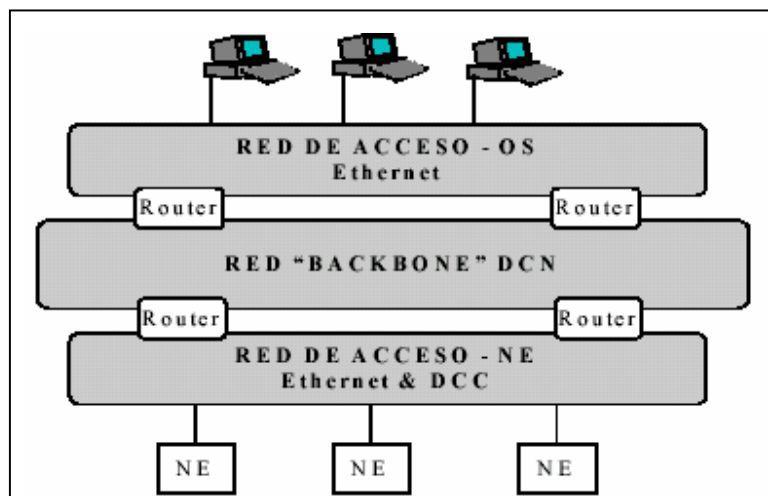 RED DE ACCESO - OS
Ethernet
Router Router
RED “BACKBONE” DCN
Router Router
RED DE ACCESO - NE
Ethernet & DCC
NE NE NE